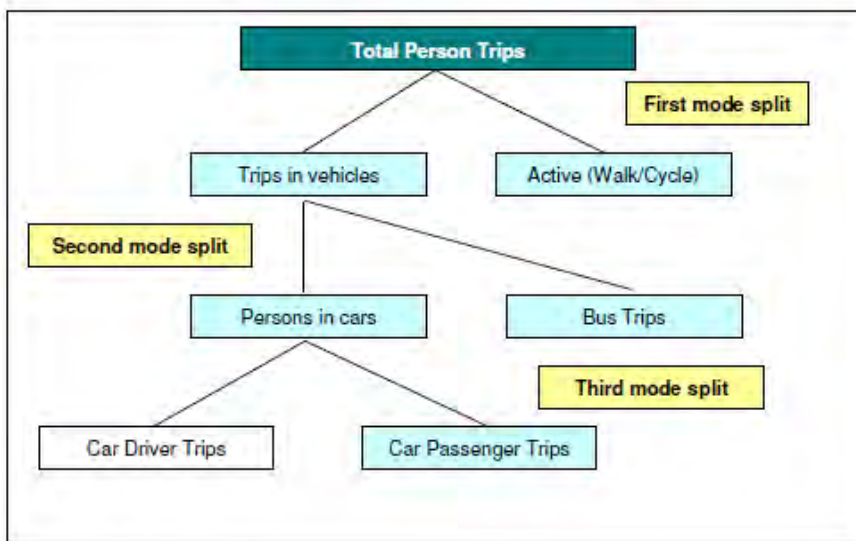 Total Person Trips
First mode split
Trips in vehicles
Active (Walk/Cycle)
Second mode split
Persons in cars
Bus Trips
Third mode split
Car Driver Trips
Car Passenger Trips